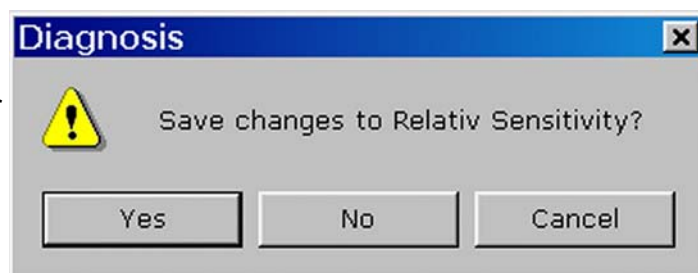 Diagnosis
Save changes to Relativ Sensitivity?
Yes
No
Cancel